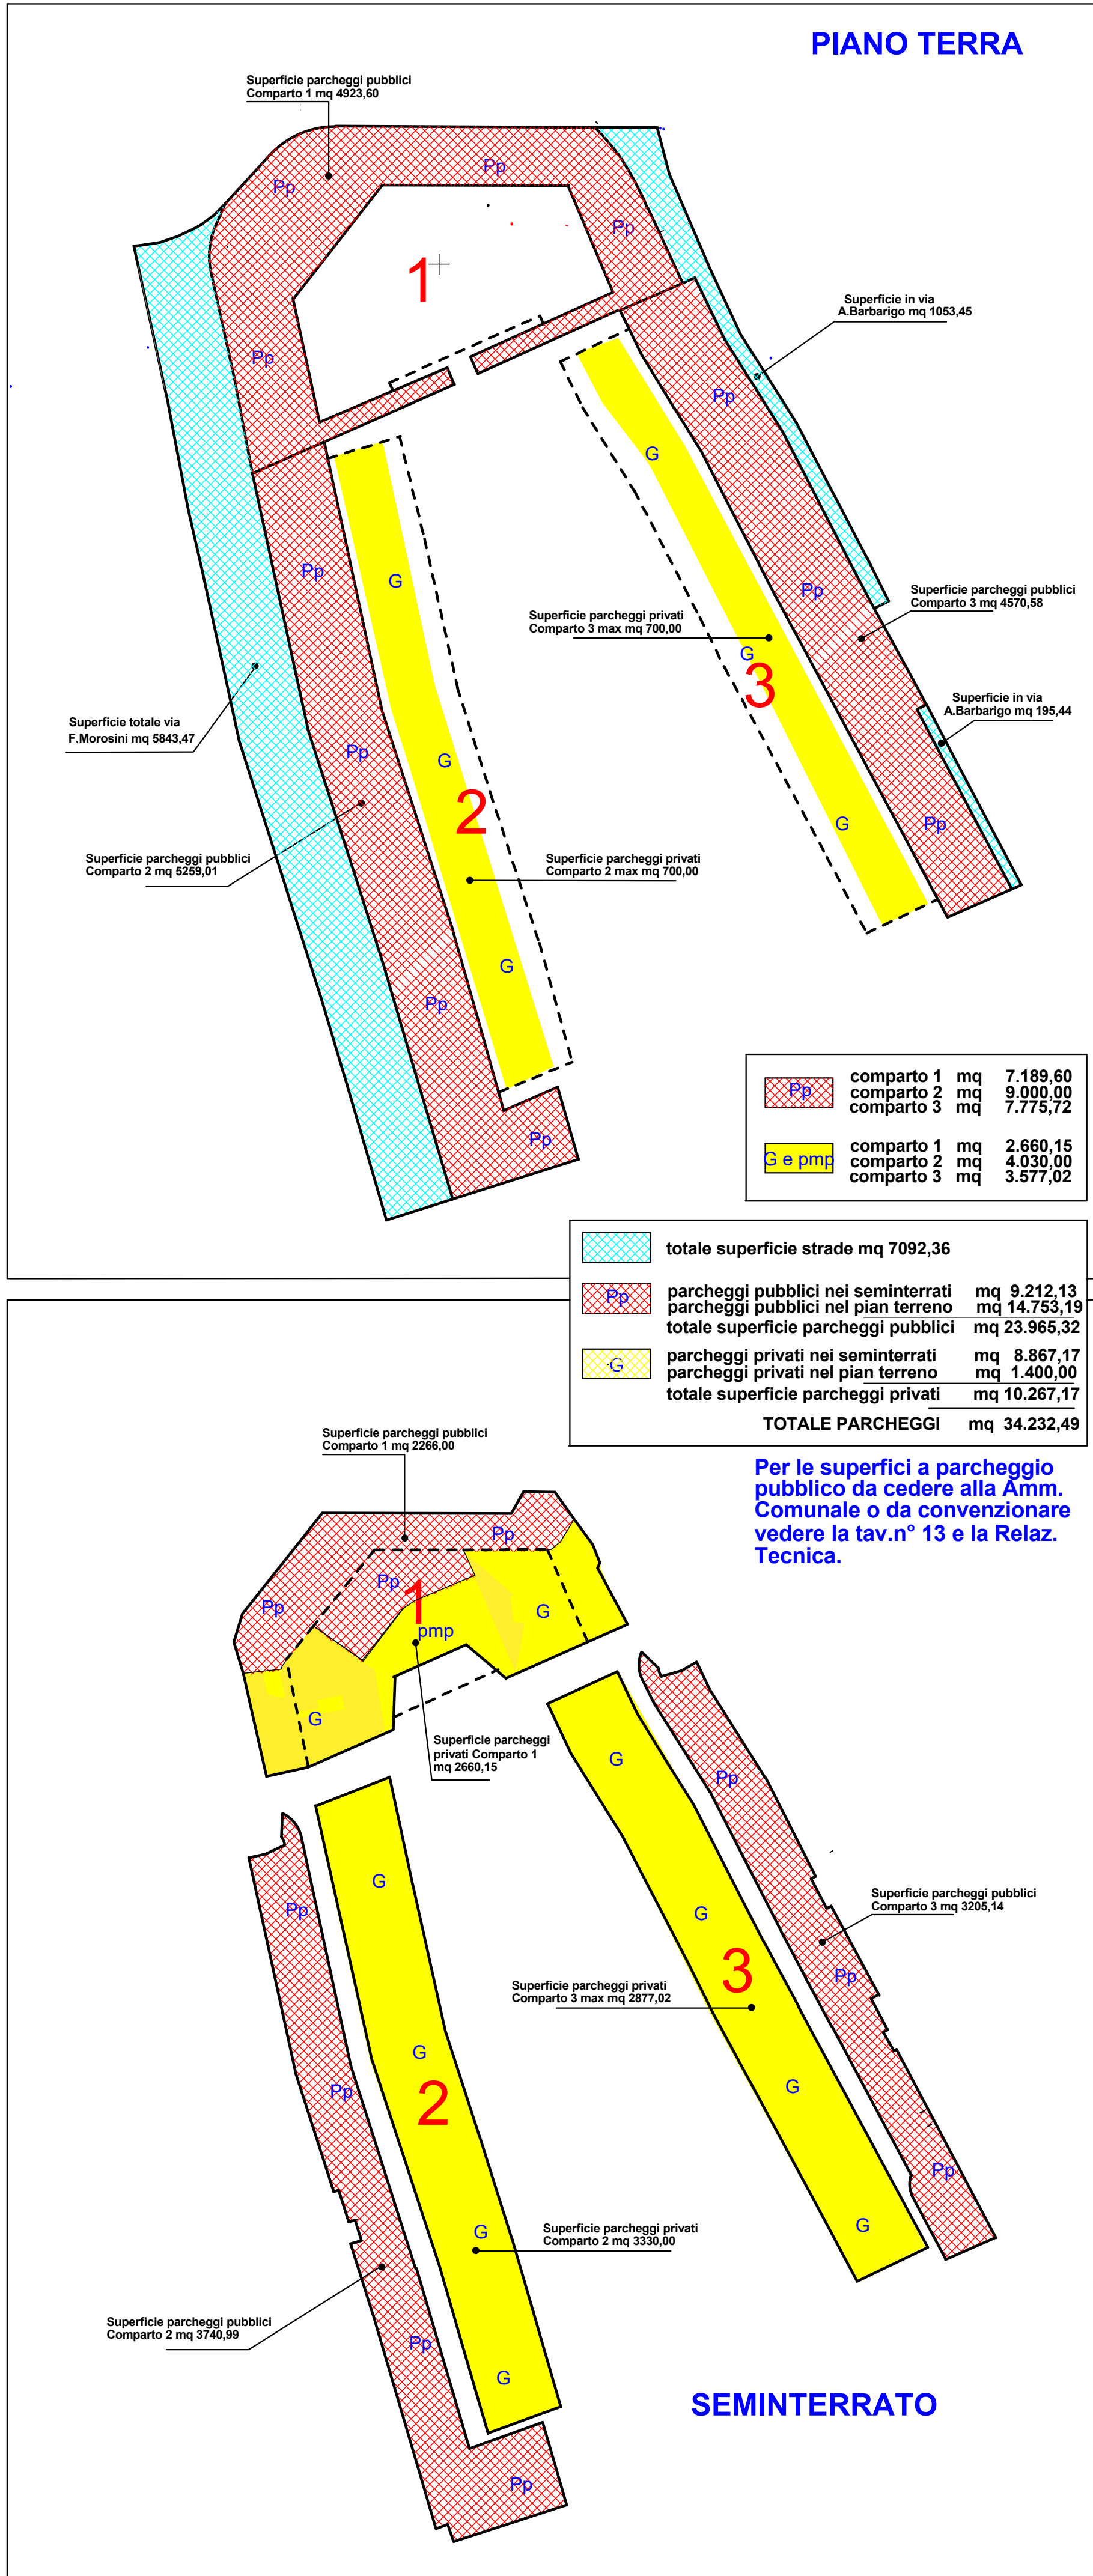 PIANO TERRA
Superficie parcheggi pubblici
Comparto 1 mq 4923,60
Pp
Pp
Pp
1
Superficie in via
A.Barbarigo mq 1053,45
Pp
Pp
G
G
Pp
Pp
Superficie parcheggi pubblici
Comparto 3 mq 4570,58
Superficie parcheggi privati
Comparto 3 max mq 700,00
G
3
Superficie in via
A.Barbarigo mq 195,44
Superficie totale via
F.Morosini mq 5843,47
Pp
G
2
G
Pp
Superficie parcheggi pubblici
Comparto 2 mq 5259,01
Superficie parcheggi privati
Comparto 2 max mq 700,00
G
Pp
Pp
Pp
comparto 1 mq 7.189,60
comparto 2 mq 9.000,00
comparto 3 mq 7.775,72
G e pmp
comparto 1 mq 2.660,15
comparto 2 mq 4.030,00
comparto 3 mq 3.577,02
totale superficie strade mq 7092,36
Pp
parcheggi pubblici nei seminterrati mq 9.212,13
parcheggi pubblici nel pian terreno mq 14.753,19
totale superficie parcheggi pubblici mq 23.965,32
G
parcheggi privati nei seminterrati mq 8.867,17
parcheggi privati nel pian terreno mq 1.400,00
totale superficie parcheggi privati mq 10.267,17
TOTALE PARCHEGGI mq 34.232,49
Superficie parcheggi pubblici
Comparto 1 mq 2266,00
Per le superfici a parcheggio
pubblico da cedere alla Amm.
Comunale o da convenzionare
vedere la tav.n° 13 e la Relaz.
Tecnica.
Pp
Pp
1
Pp
G
pmp
G
Superficie parcheggi
privati Comparto 1
mq 2660,15
G
Pp
G
Pp
G
Superficie parcheggi pubblici
Comparto 3 mq 3205,14
3
Pp
Superficie parcheggi privati
Comparto 3 max mq 2877,02
G
Pp
2
G
Pp
G
G
Superficie parcheggi privati
Comparto 2 mq 3330,00
Superficie parcheggi pubblici
Comparto 2 mq 3740,99
Pp
G
SEMINTERRATO
Pp